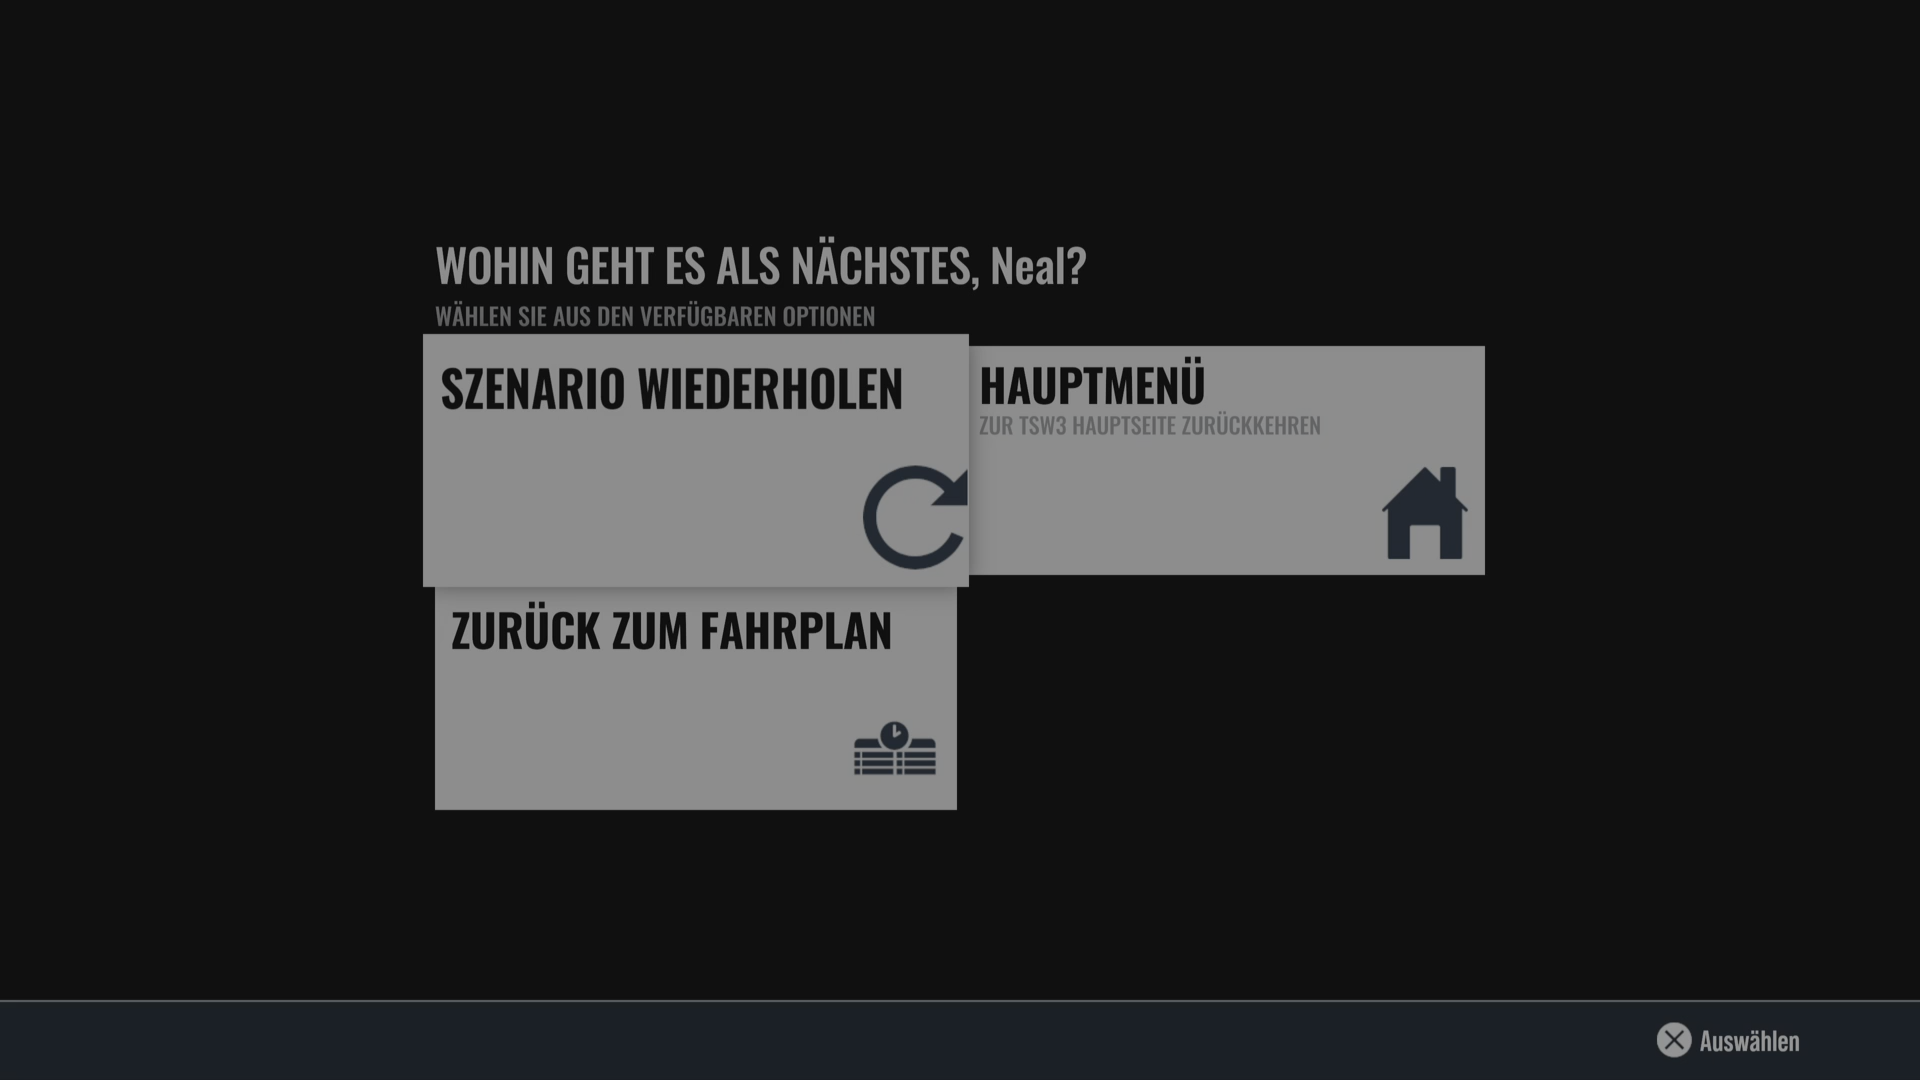 WOHIN GEHT ES ALS NÄCHSTES, Neal?
WÄHLEN SIE AUS DEN VERFÜGBAREN OPTIONEN
SZENARIO WIEDERHOLEN
HAUPTMENÜ
ZUR TSW3 HAUPTSEITE ZURÜCKKEHREN
ZURÜCK ZUM FAHRPLAN
Auswählen